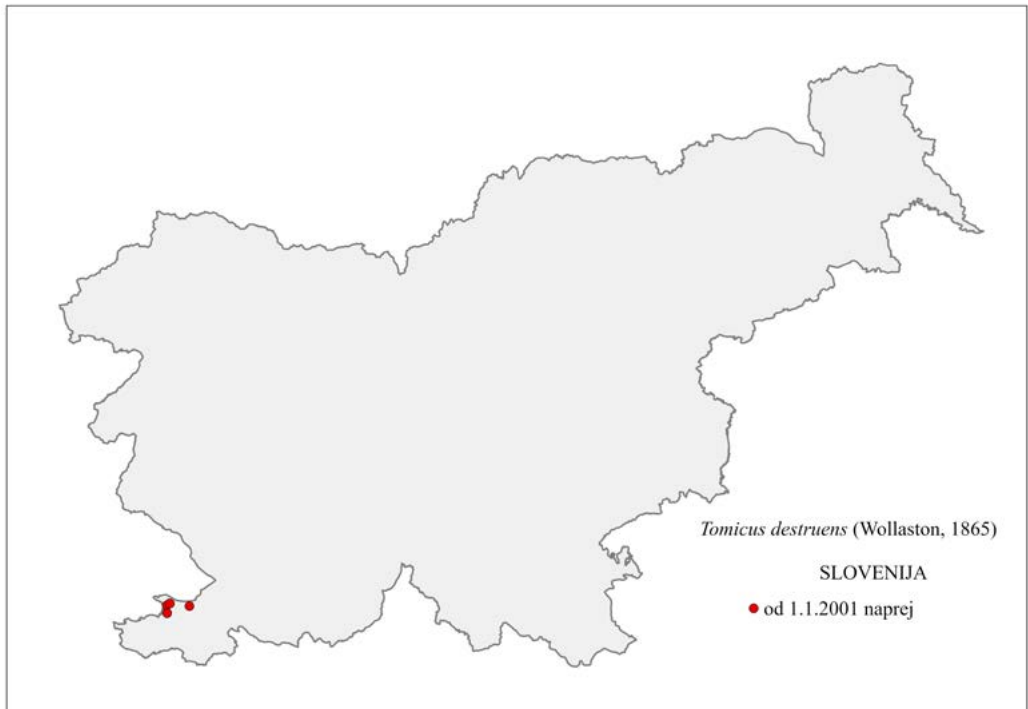 Tomicus destruens (Wollaston, 1865)
SLOVENIJA
od 1.1.2001 naprej